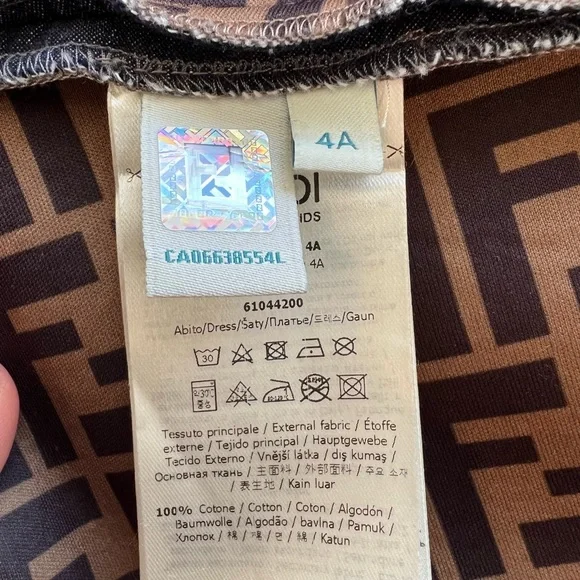 4A
CA06638554L
4A
4A
61044200
Abito/Dress/Šaty/Платье/드레스/Gaun
30
Tessuto principale / External fabric / Étoffe
externe / Tejido principal / Hauptgewebe /
Tecido Externo / Vnější látka / dış kumaş /
Основная ткань / 主面料 / 外部面料 / 주요 소재
/ 表生地 / Kain luar
100% Cotone / Cotton / Coton / Algodón /
Baumwolle / Algodão / bavlna / Pamuk /
Хлопок / 棉 / 棉 / 면 / 綿 / Katun